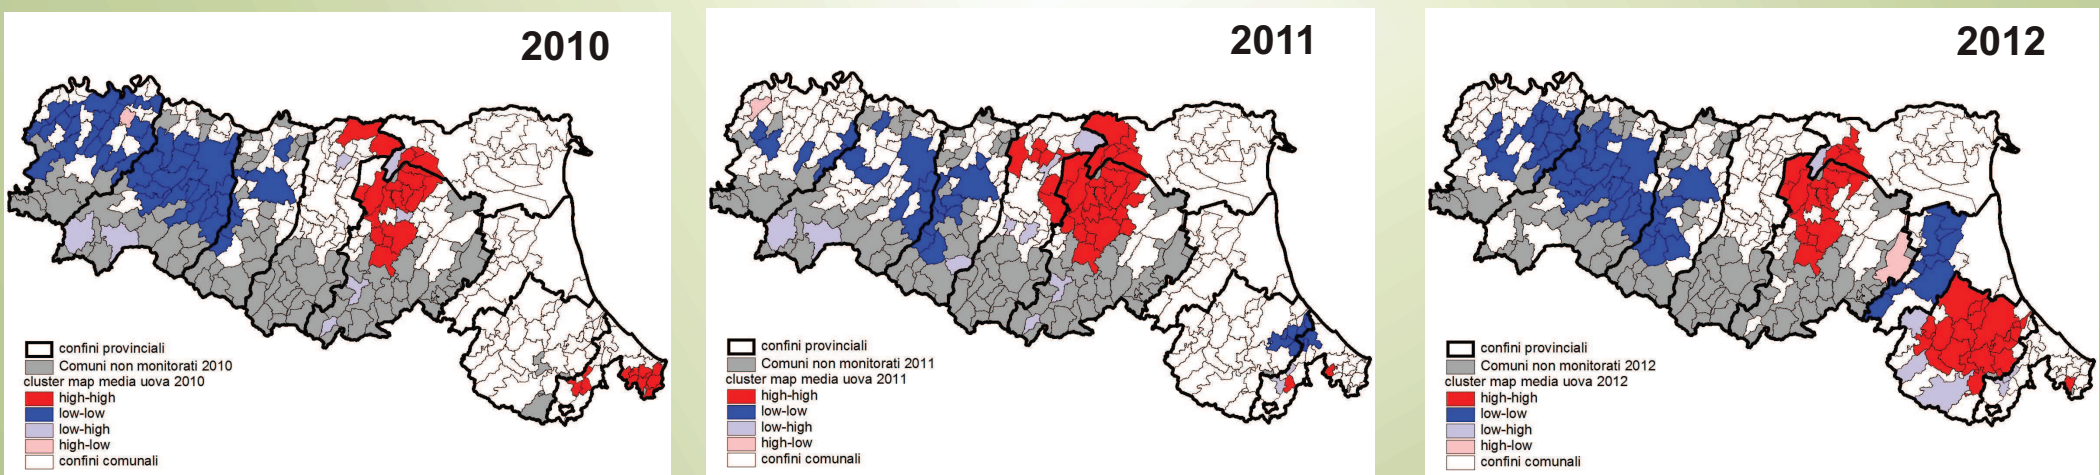 2010
confini provinciali
Comuni non monitorati 2010
cluster map media uova 2010
high-high
low-low
low-high
high-low
confini comunali
2011
confini provinciali
Comuni non monitorati 2011
cluster map media uova 2011
high-high
low-low
low-high
high-low
confini comunali
2012
confini provinciali
Comuni non monitorati 2012
cluster map media uova 2012
high-high
low-low
low-high
high-low
confini comunali